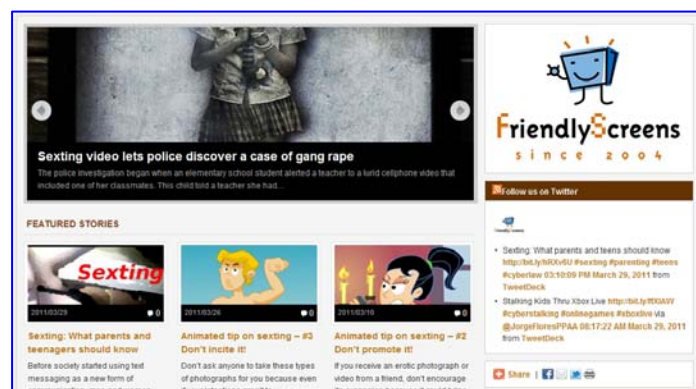 Sexting video lets police discover a case of gang rape
The police investigation began when an elementary school student alerted a teacher to a lurid cellphone video that
included one of her classmates. This child told a teacher she had...
FEATURED STORIES
Sexting
2011/03/29
0
Sexting: What parents and
teenagers should know
Before society started using text
messaging as a new form of
2011/03/26
0
Animated tip on sexting – #3
Don't incite it!
Don't ask anyone to take these types
of photographs for you because even
2011/03/10
0
Animated tip on sexting – #2
Don't promote it!
If you receive an erotic photograph or
video from a friend, don't encourage
FriendlyScreens
since 2004
Follow us on Twitter
FriendlyScreens
Sexting: What parents and teens should know
#sexting #parenting #teens
#cyberlaw 03:10:09 PM March 29, 2011 from
TweetDeck
Stalking Kids Thru Xbox Live
#cyberstalking #onlinegames #xboxlive via
@JorgeFloresPPAA 08:17:22 AM March 29, 2011
from TweetDeck
Share